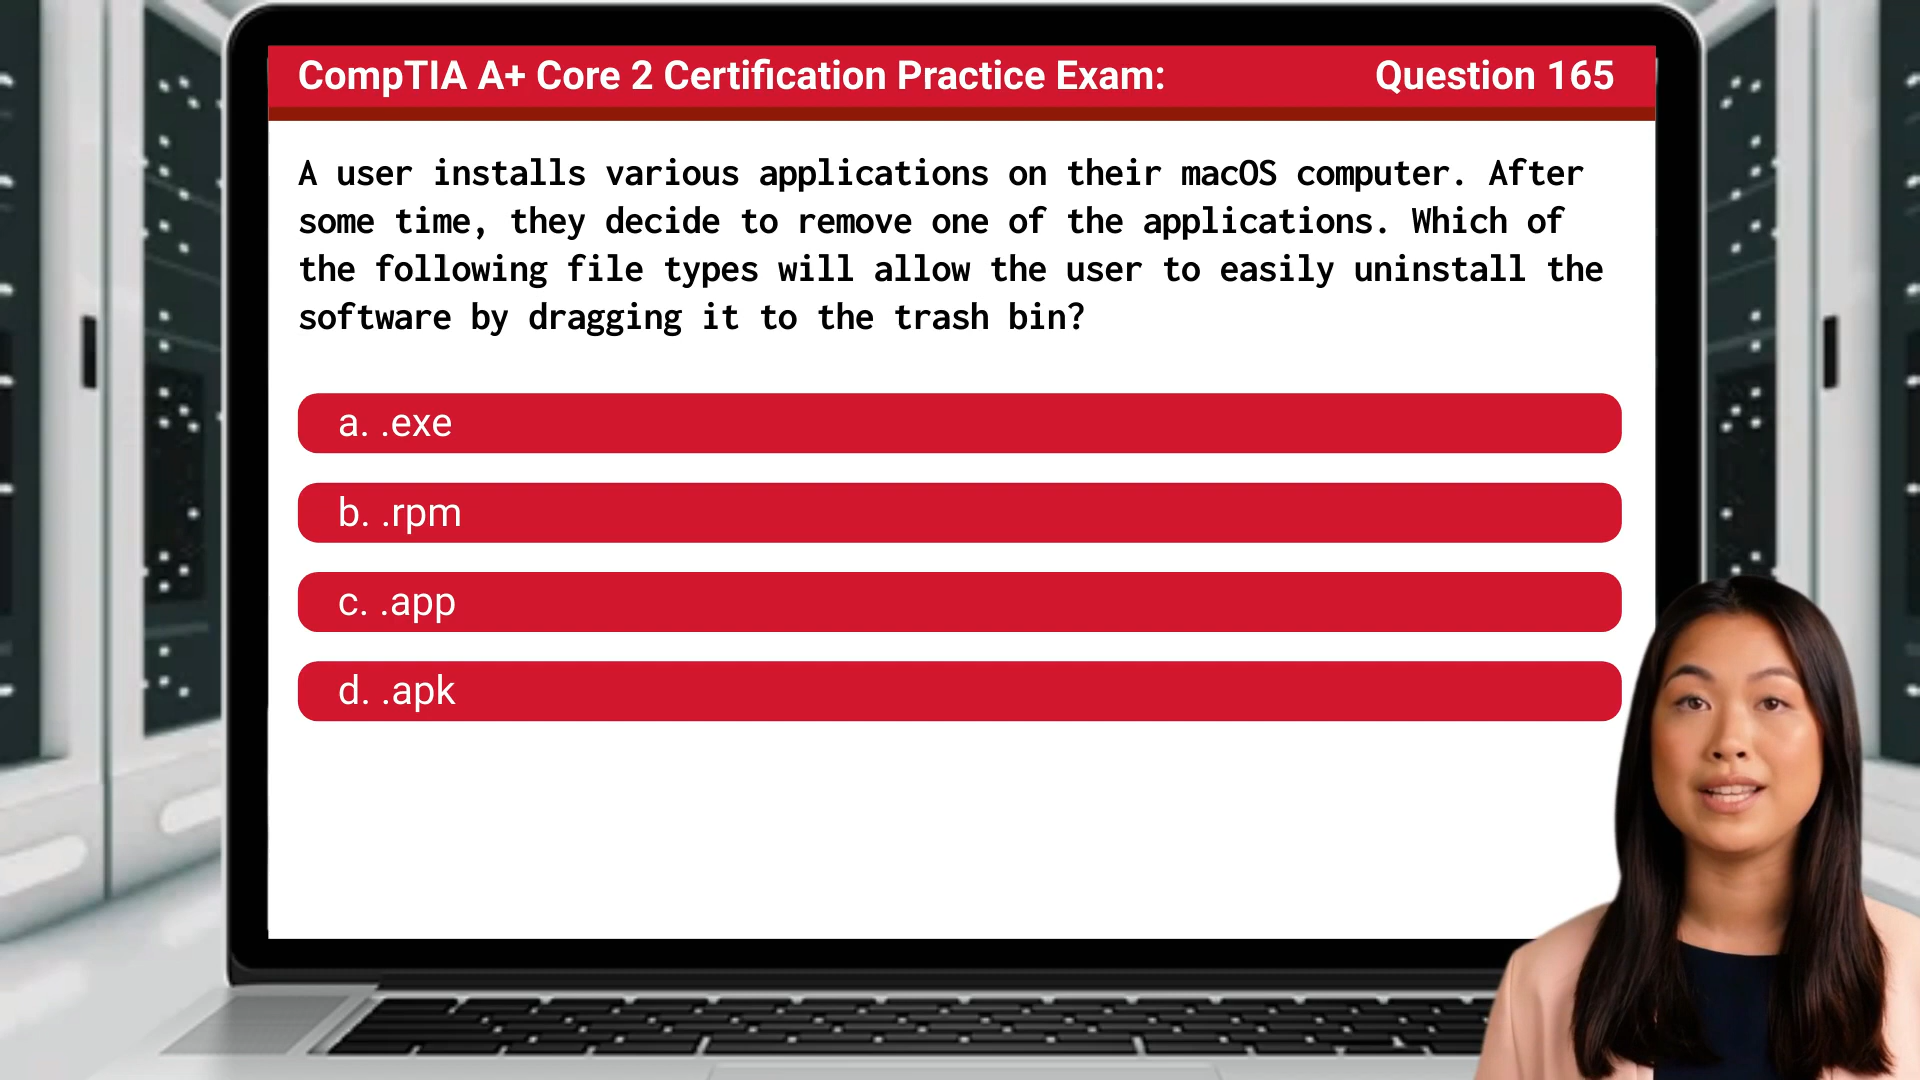 CompTIA A+ Core 2 Certification Practice Exam: Question 165
A user installs various applications on their macOS computer. After
some time, they decide to remove one of the applications. Which of
the following file types will allow the user to easily uninstall the
software by dragging it to the trash bin?
a. .exe
b. .rpm
c. .app
d. .apk